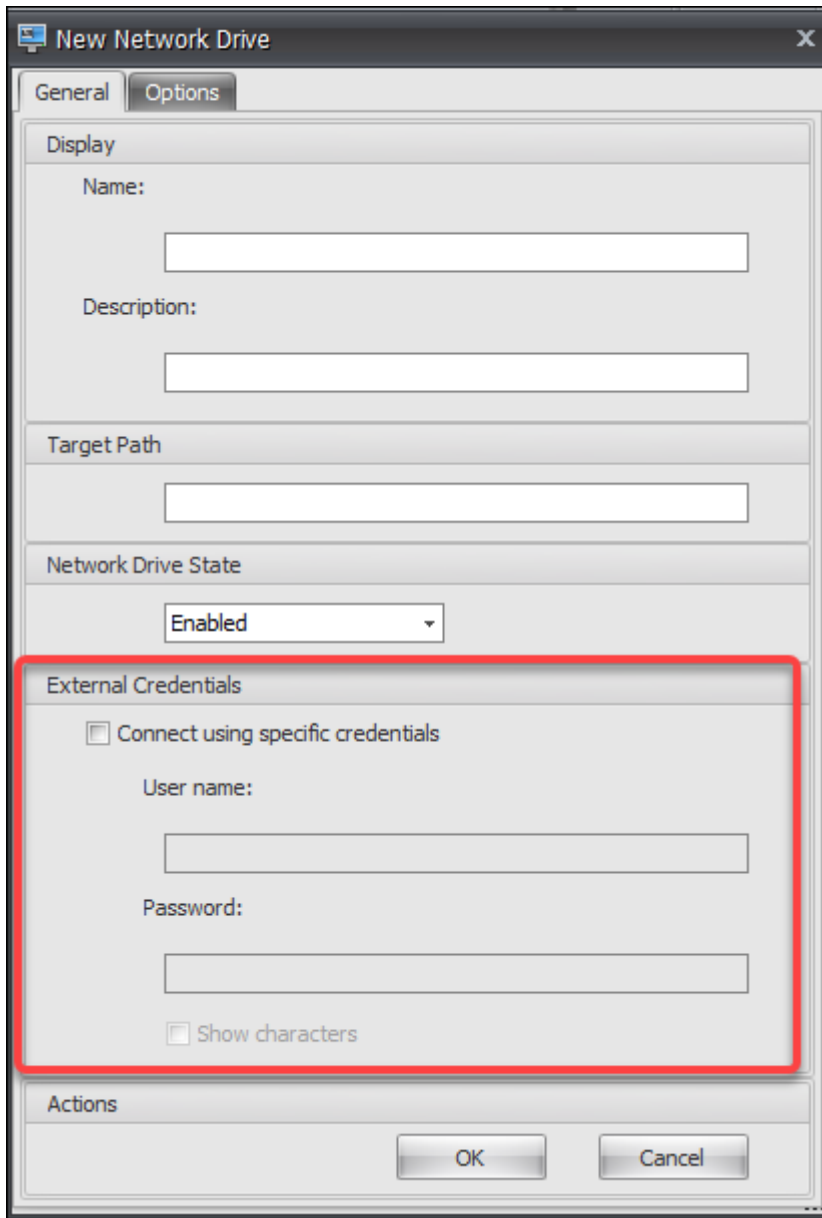 New Network Drive
General Options
Display
Name:
Description:
Target Path
Network Drive State
Enabled
External Credentials
Connect using specific credentials
User name:
Password:
Show characters
Actions
OK Cancel